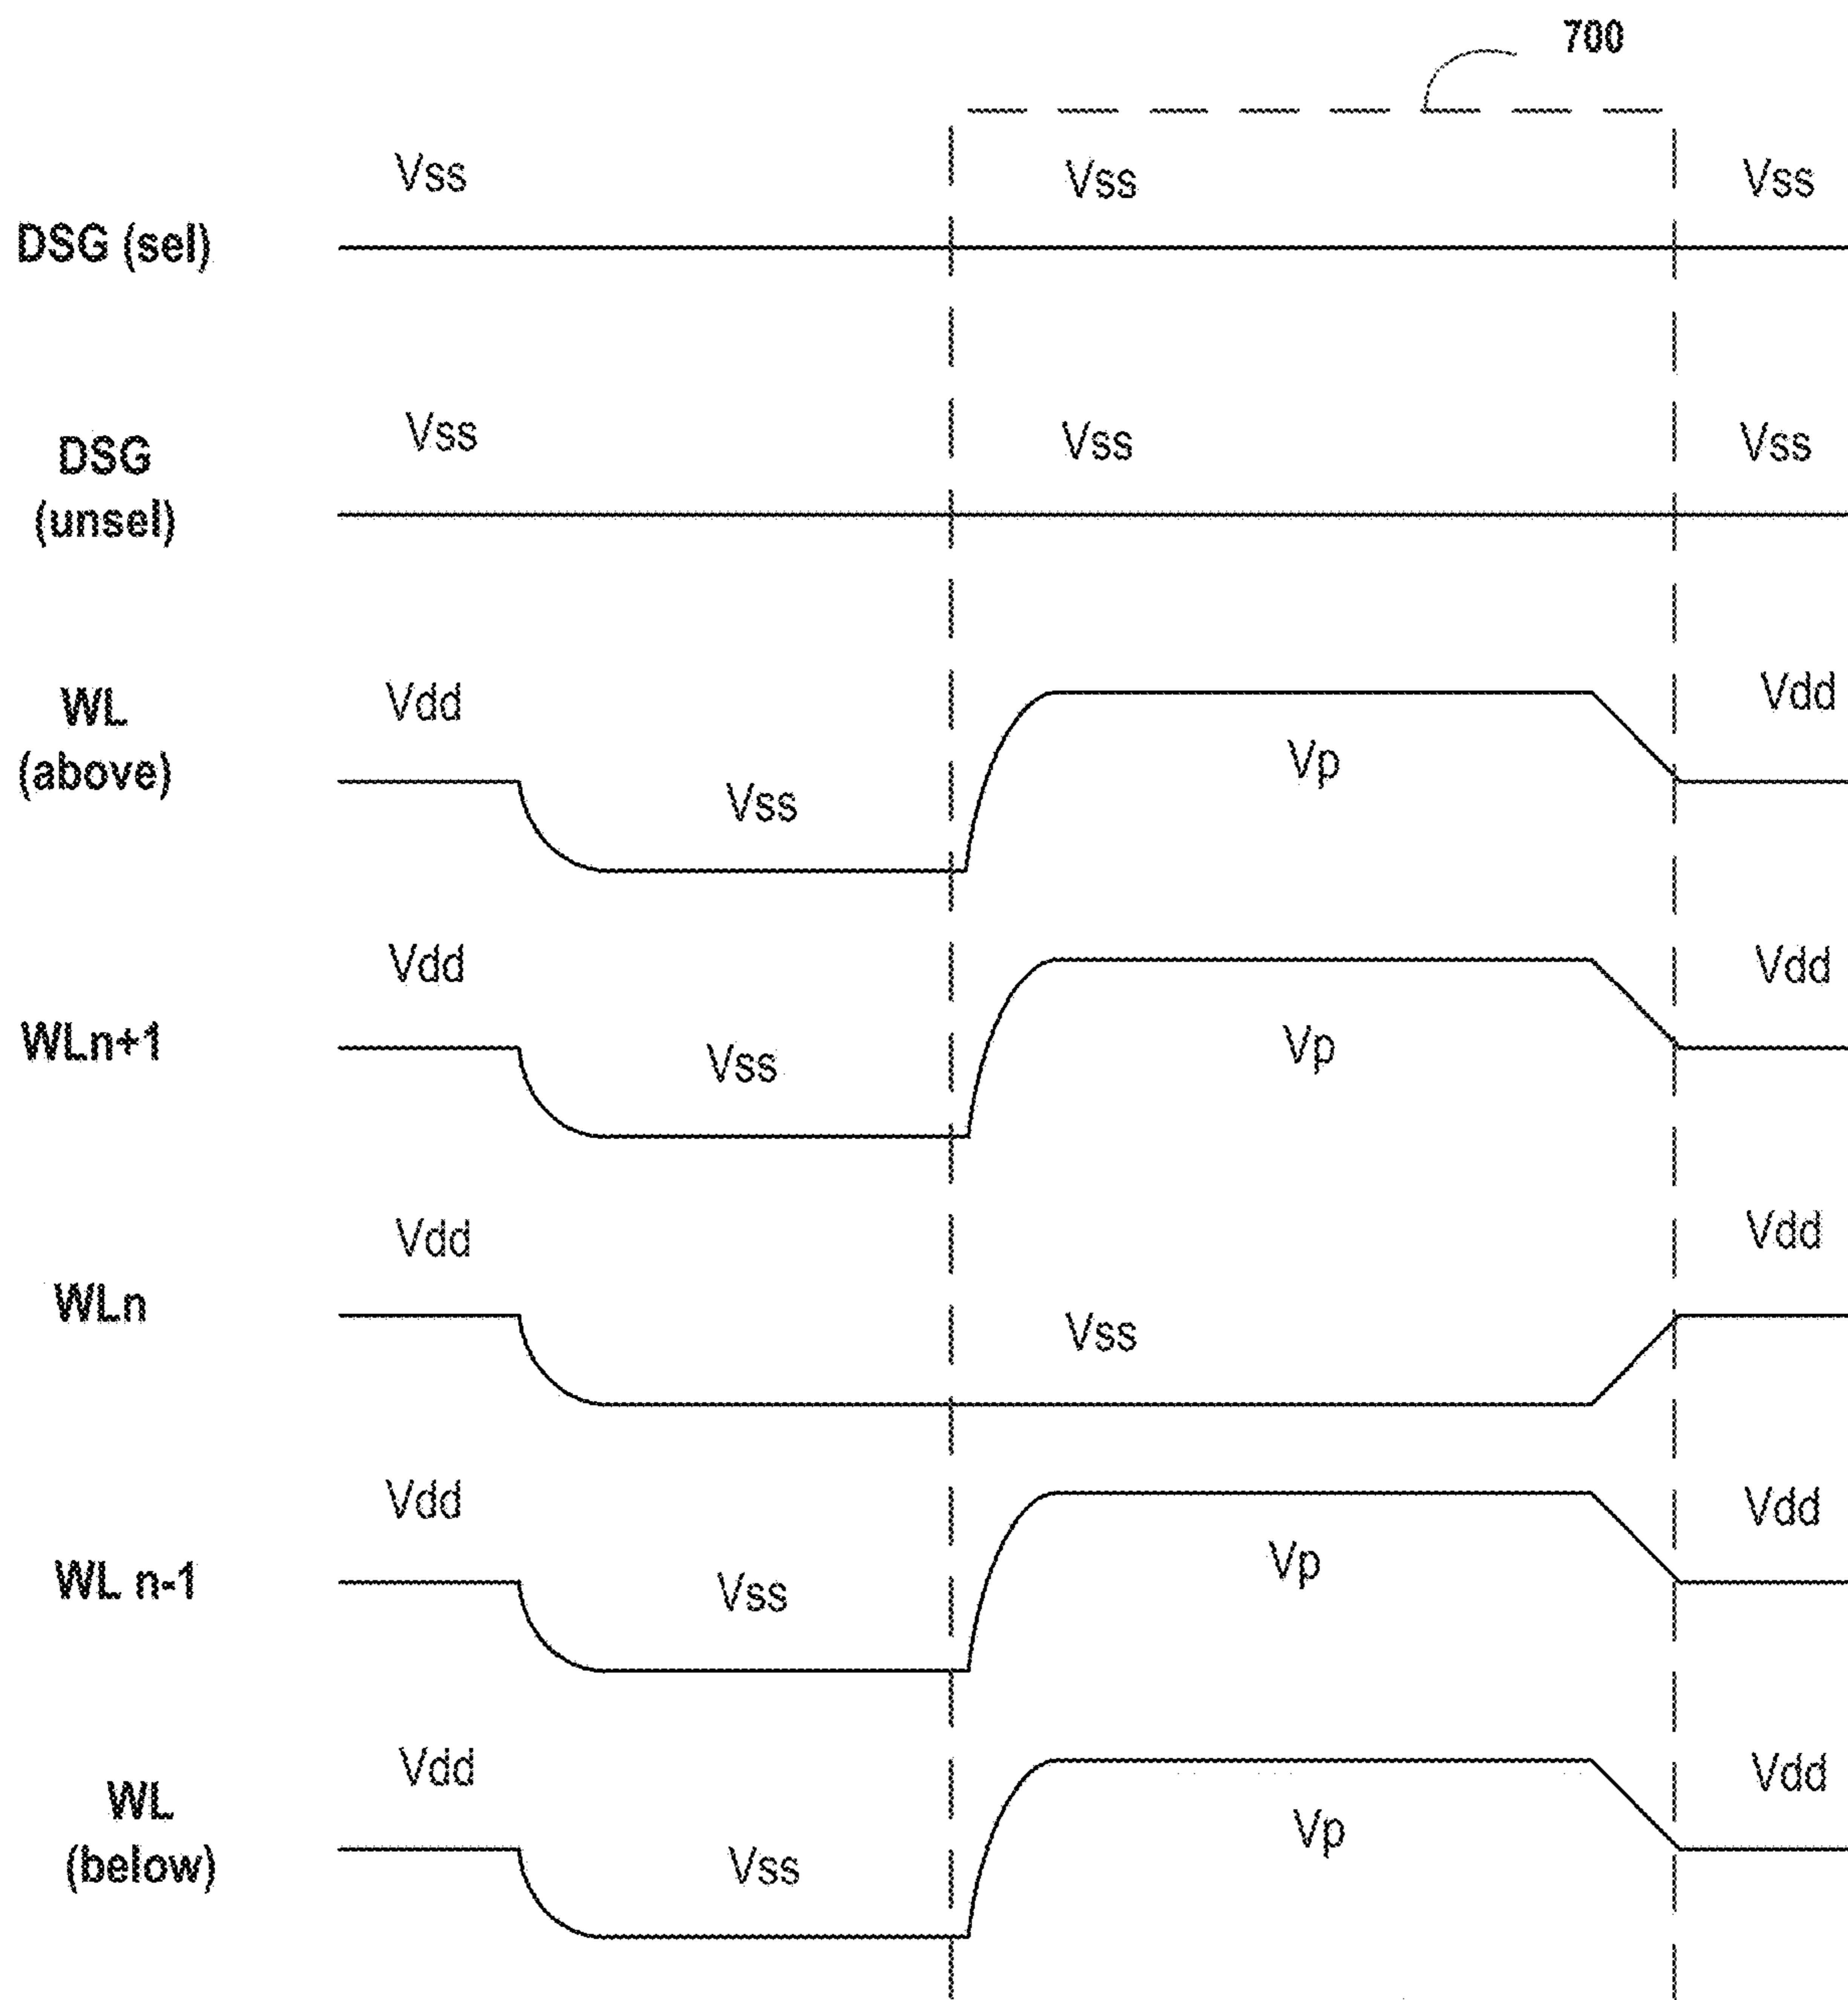 700
Vss Vss Vss
DSG (sel)
Vss Vss Vss
DSG
(unsel)
Vdd Vdd
WL
(above)
Vp
Vss
Vdd Vdd
WLn+1
Vss Vp
Vdd Vdd
WLn
Vss
Vdd Vdd
WL n-1
Vss Vp
Vdd Vdd
WL
(below)
Vss Vp